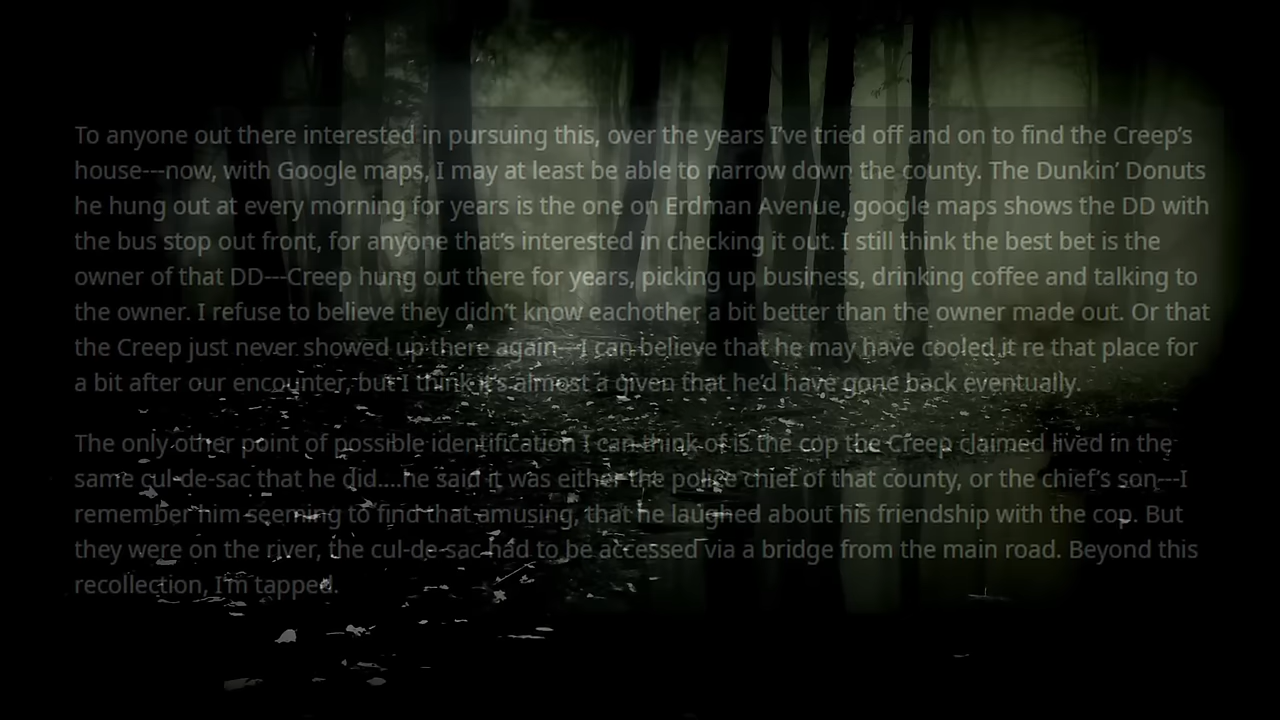 To anyone out there interested in pursuing this, over the years I've tried off and on to find the Creep's
house---now, with Google maps, I may at least be able to narrow down the county. The Dunkin' Donuts
he hung out at every morning for years is the one on Erdman Avenue, google maps shows the DD with
the bus stop out front, for anyone that's interested in checking it out. I still think the best bet is the
owner of that DD---Creep hung out there for years, picking up business, drinking coffee and talking to
the owner. I refuse to believe they didn't know eachother a bit better than the owner made out. Or that
the Creep just never showed up there again---I can believe that he may have cooled it re that place for
a bit after our encounter, but I think it's almost a given that he'd have gone back eventually.
The only other point of possible identification I can think of is the cop the Creep claimed lived in the
same cul-de-sac that he did....he said it was either the police chief of that county, or the chief's son---I
remember him seeming to find that amusing, that he laughed about his friendship with the cop. But
they were on the river, the cul-de-sac had to be accessed via a bridge from the main road. Beyond this
recollection, I'm tapped.